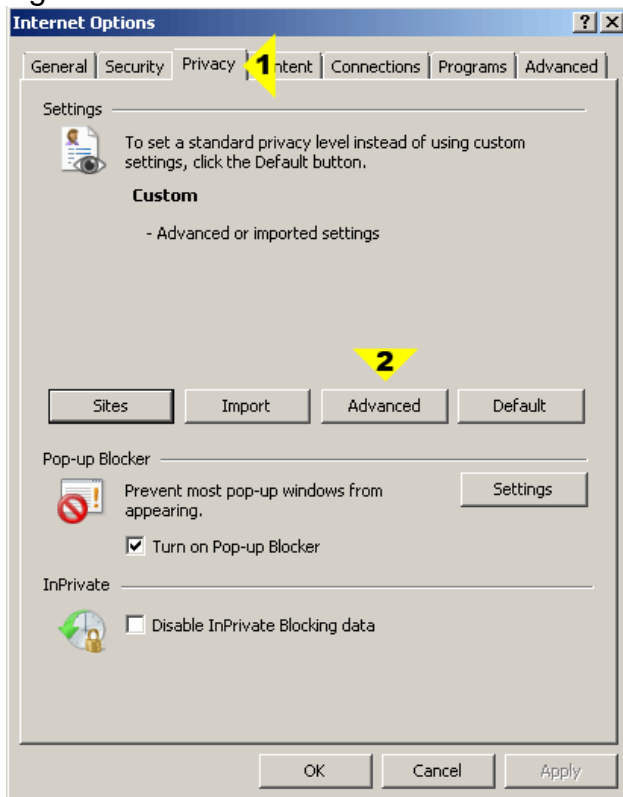 Internet Options
General Security Privacy 1 ntent Connections Programs Advanced
Settings
To set a standard privacy level instead of using custom
settings, click the Default button.
Custom
- Advanced or imported settings
2
Sites Import Advanced Default
Pop-up Blocker
Prevent most pop-up windows from
appearing.
Settings
Turn on Pop-up Blocker
InPrivate
Disable InPrivate Blocking data
OK Cancel Apply